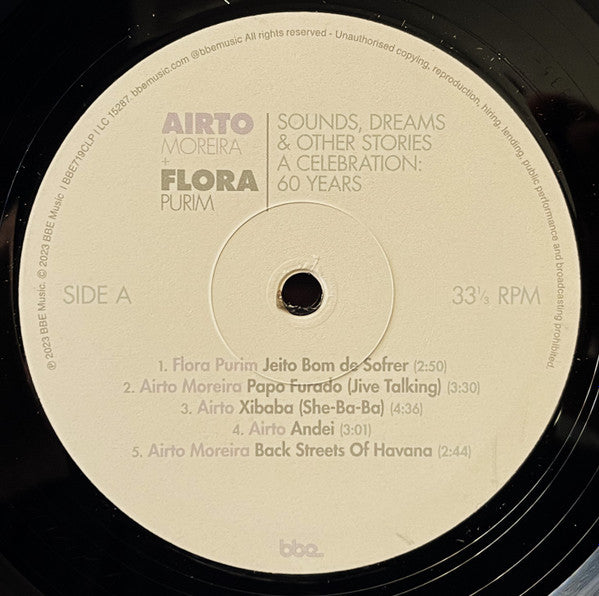 ℗ 2023 BBE Music. © 2023 BBE Music | BBE719CLP | LC 15287. bbemusic.com @bbemusic All rights reserved - Unauthorised copying, reproduction, hiring, lending, public performance and broadcasting prohibited.
AIRTO
MOREIRA
+
FLORA
PURIM
SOUNDS, DREAMS
& OTHER STORIES
A CELEBRATION:
60 YEARS
SIDE A
33 1/3 RPM
1. Flora Purim Jeito Bom de Sofrer (2:50)
2. Airto Moreira Papo Furado (Jive Talking) (3:30)
3. Airto Xibaba (She-Ba-Ba) (4:36)
4. Airto Andei (3:01)
5. Airto Moreira Back Streets Of Havana (2:44)
bbe